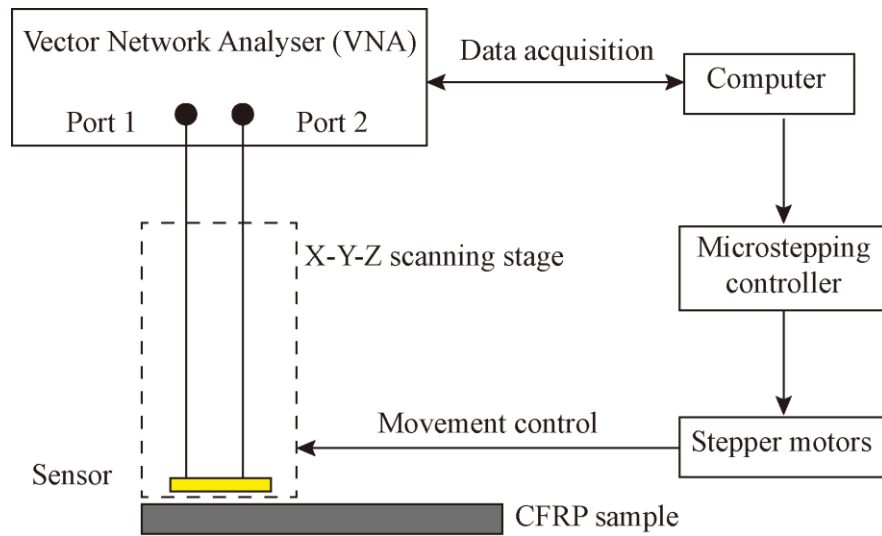 Vector Network Analyser (VNA)
Port 1
Port 2
Data acquisition
Computer
X-Y-Z scanning stage
Microstepping
controller
Movement control
Stepper motors
Sensor
CFRP sample